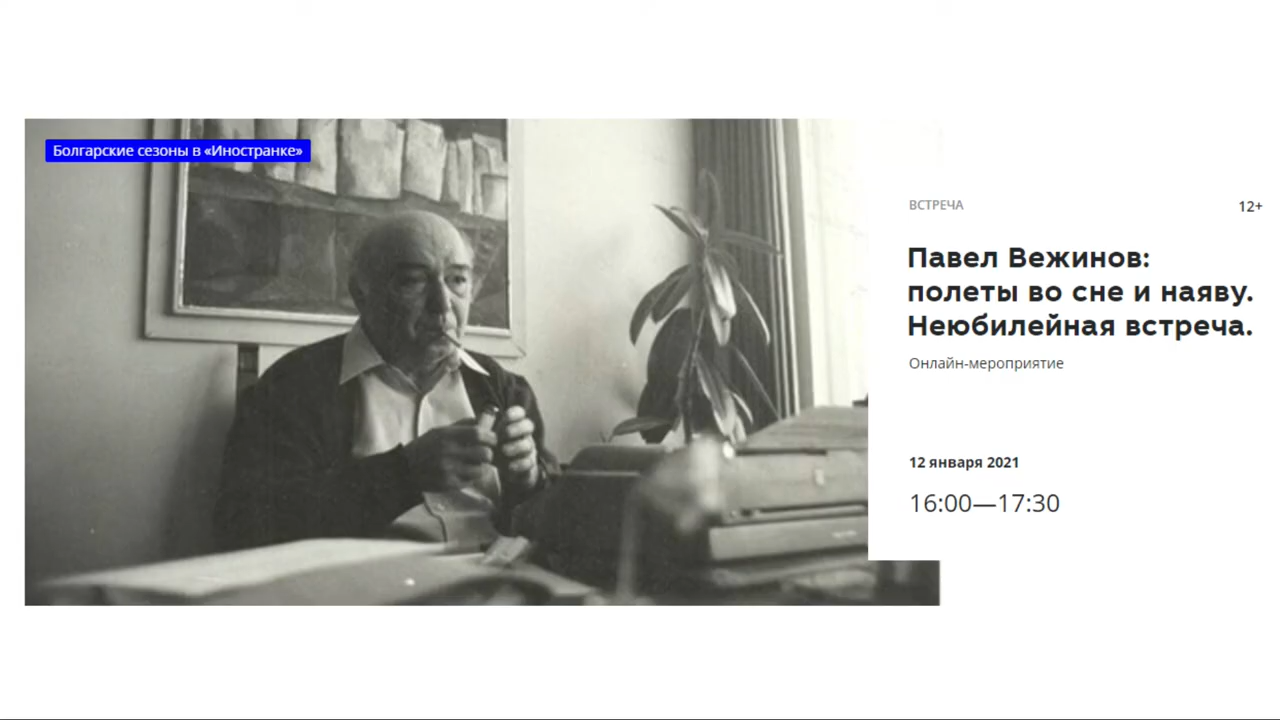 Болгарские сезоны в «Иностранке»
ВСТРЕЧА
12+
Павел Вежинов:
полеты во сне и наяву.
Неюбилейная встреча.
Онлайн-мероприятие
12 января 2021
16:00—17:30